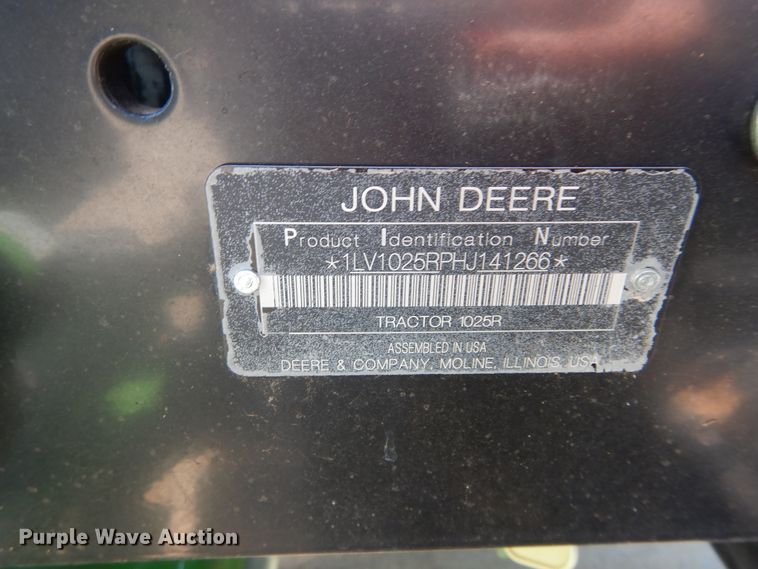 JOHN DEERE
Product Identification Number
*1LV1025RPHJ141266*
TRACTOR 1025R
ASSEMBLED IN USA
DEERE & COMPANY, MOLINE, ILLINOIS, USA
Purple Wave Auction